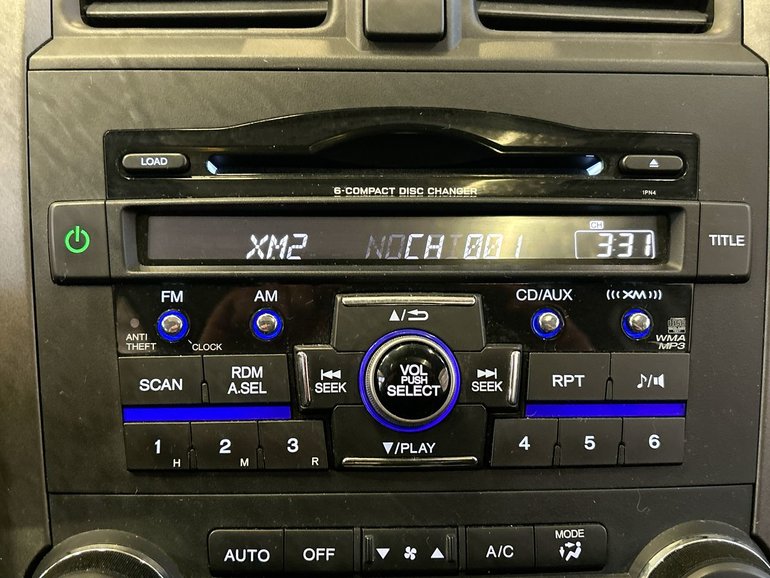 LOAD
6-COMPACT DISC CHANGER
1PN4
XM2 CH 001 CH 331
TITLE
FM AM CD/AUX XM
ANTI THEFT
CLOCK
WMA
MP3
VOL
PUSH
SELECT
SEEK SEEK
SCAN RDM A.SEL RPT
1 H 2 M 3 R 4 5 6
/PLAY
AUTO OFF A/C MODE